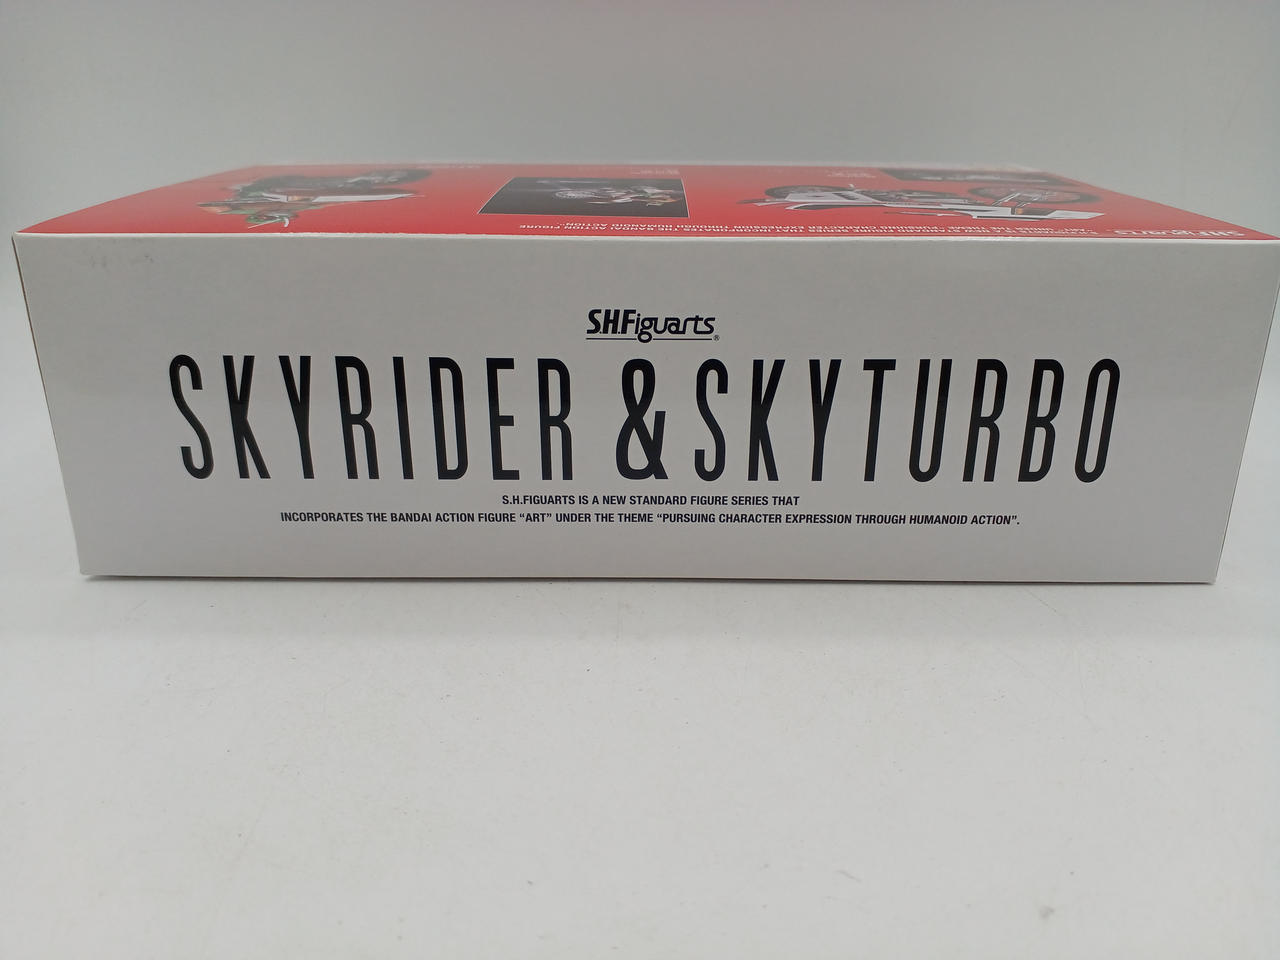 S.H.Figuarts®
SKYRIDER & SKYTURBO
S.H.FIGUARTS IS A NEW STANDARD FIGURE SERIES THAT
INCORPORATES THE BANDAI ACTION FIGURE “ART” UNDER THE THEME “PURSUING CHARACTER EXPRESSION THROUGH HUMANOID ACTION”.
S.H.Figuarts